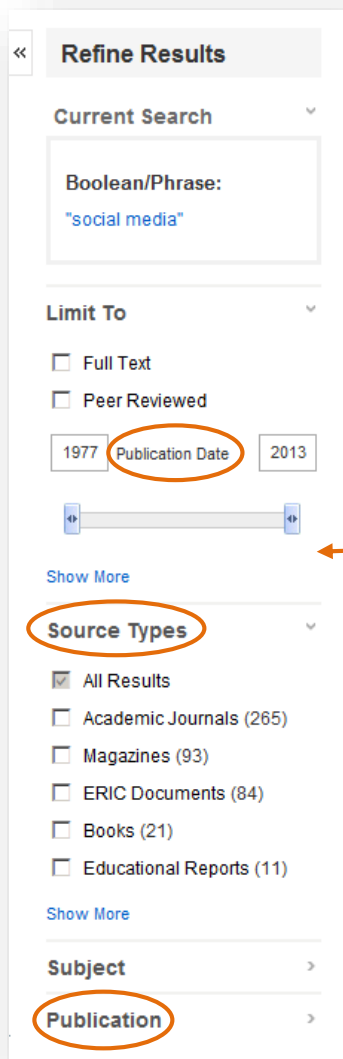 Refine Results
Current Search
Boolean/Phrase:
"social media"
Limit To
Full Text
Peer Reviewed
1977 Publication Date 2013
Show More
Source Types
All Results
Academic Journals (265)
Magazines (93)
ERIC Documents (84)
Books (21)
Educational Reports (11)
Show More
Subject
Publication